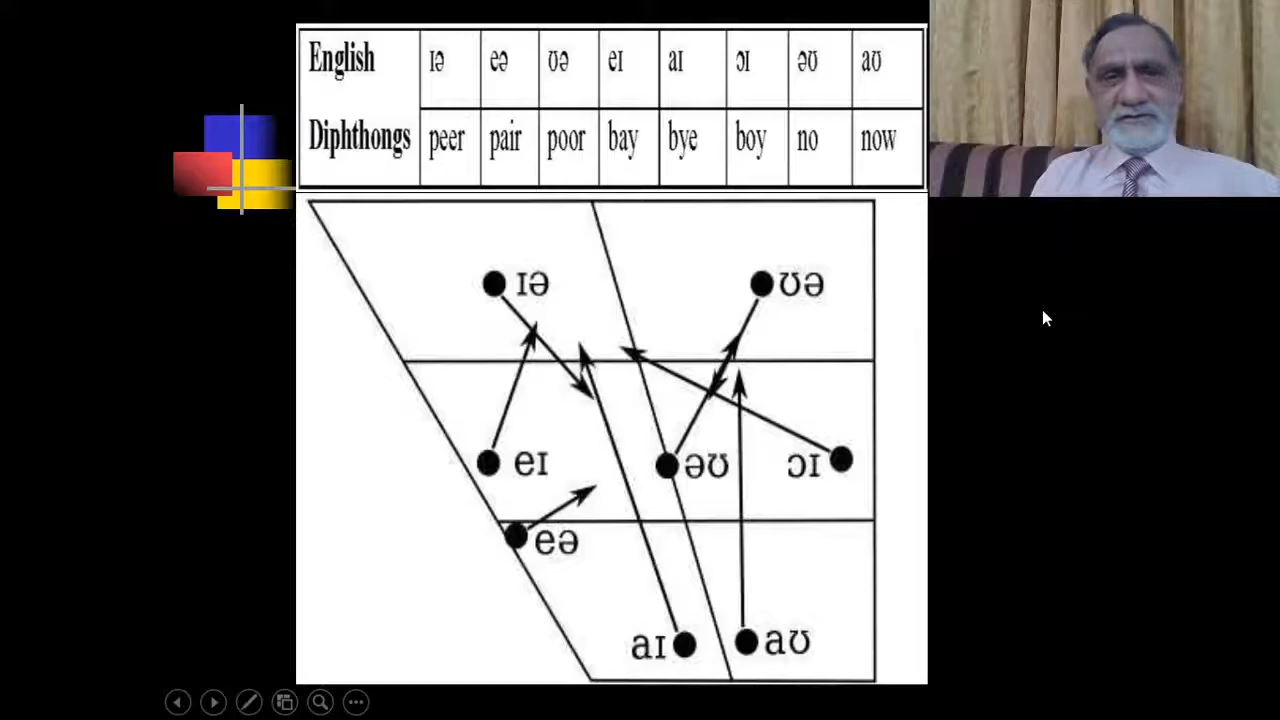 English ɪə eə ʊə eɪ aɪ ɔɪ əʊ aʊ
Diphthongs peer pair poor bay bye boy no now
ɪə ʊə
eɪ əʊ ɔɪ
eə
aɪ aʊ